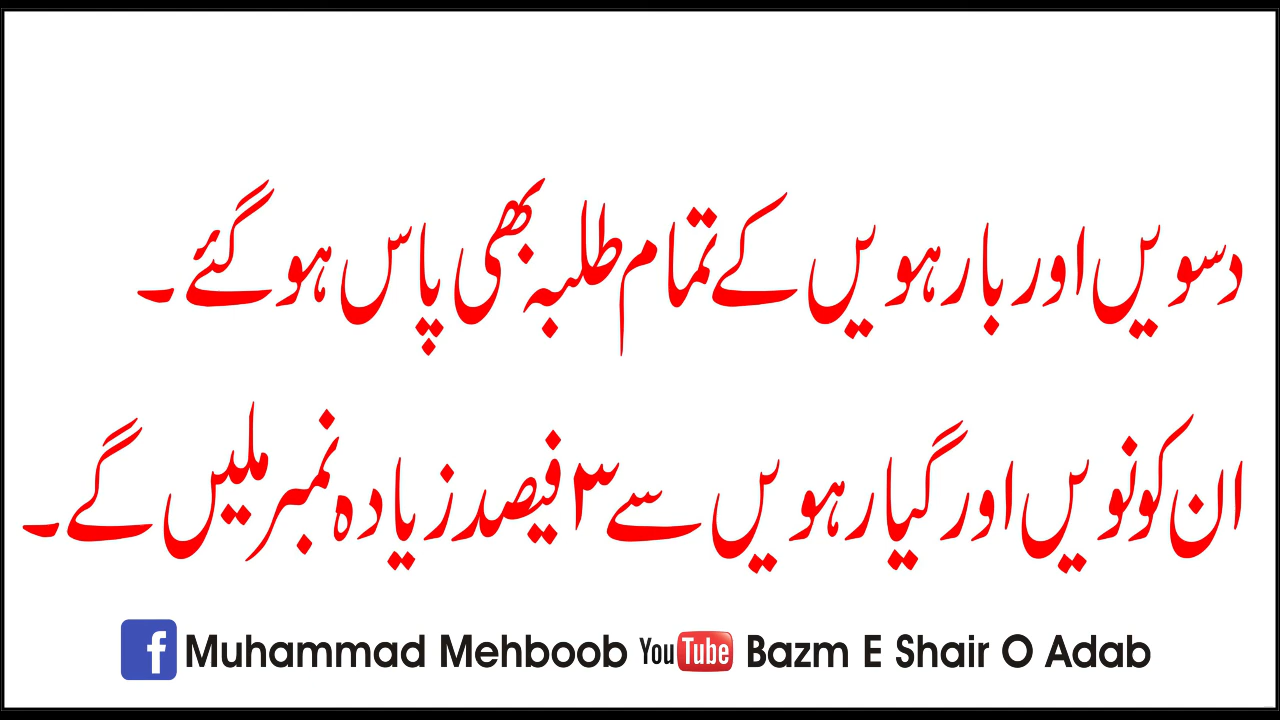 دسویں اور بارہویں کے تمام طلبہ بھی پاس ہو گئے ۔
ان کو نویں اور گیارہویں سے ۳ فیصد زیادہ نمبر ملیں گے ۔
f Muhammad Mehboob YouTube Bazm E Shair O Adab